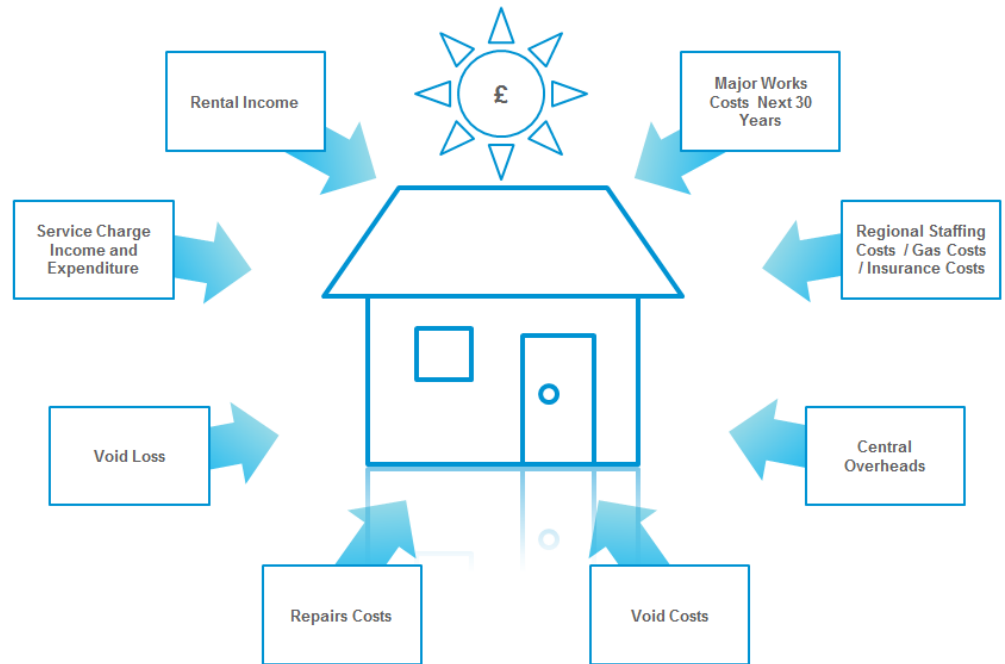 £
Rental Income
Major Works
Costs Next 30
Years
Service Charge
Income and
Expenditure
Regional Staffing
Costs / Gas Costs
/ Insurance Costs
Void Loss
Central
Overheads
Repairs Costs
Void Costs